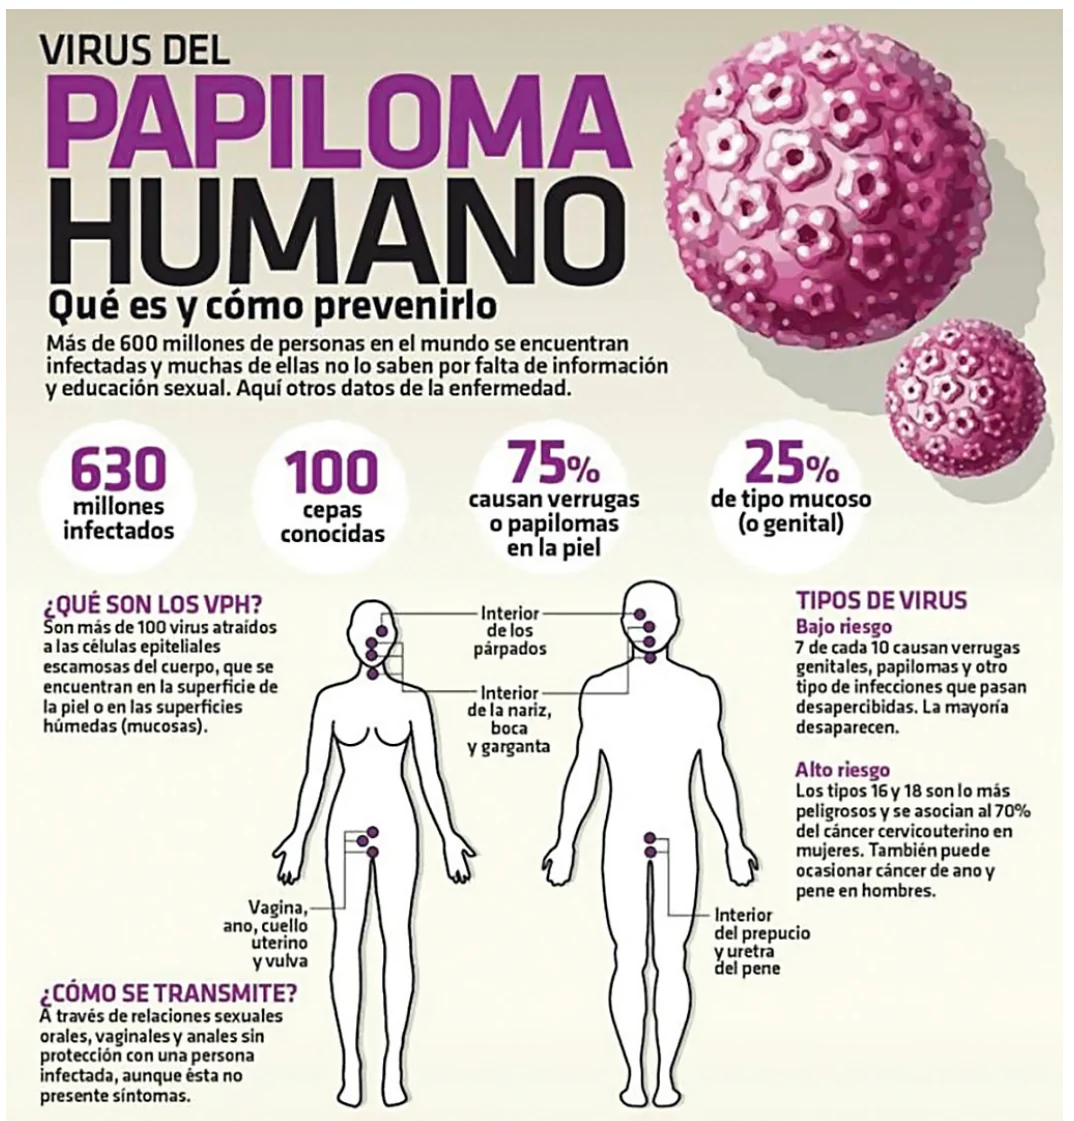 VIRUS DEL
PAPILOMA
HUMANO
Qué es y cómo prevenirlo
Más de 600 millones de personas en el mundo se encuentran
infectadas y muchas de ellas no lo saben por falta de información
y educación sexual. Aquí otros datos de la enfermedad.
630
millones
infectados
100
cepas
conocidas
75%
causan verrugas
o papilomas
en la piel
25%
de tipo mucoso
(o genital)
¿QUÉ SON LOS VPH?
Son más de 100 virus atraídos
a las células epiteliales
escamosas del cuerpo, que se
encuentran en la superficie de
la piel o en las superficies
húmedas (mucosas).
Interior
de los
párpados
Interior
de la nariz,
boca
y garganta
TIPOS DE VIRUS
Bajo riesgo
7 de cada 10 causan verrugas
genitales, papilomas y otro
tipo de infecciones que pasan
desapercibidas. La mayoría
desaparecen.
Alto riesgo
Los tipos 16 y 18 son lo más
peligrosos y se asocian al 70%
del cáncer cervicouterino en
mujeres. También puede
ocasionar cáncer de ano y
pene en hombres.
Vagina,
ano, cuello
uterino
y vulva
Interior
del prepucio
y uretra
del pene
¿CÓMO SE TRANSMITE?
A través de relaciones sexuales
orales, vaginales y anales sin
protección con una persona
infectada, aunque ésta no
presente síntomas.